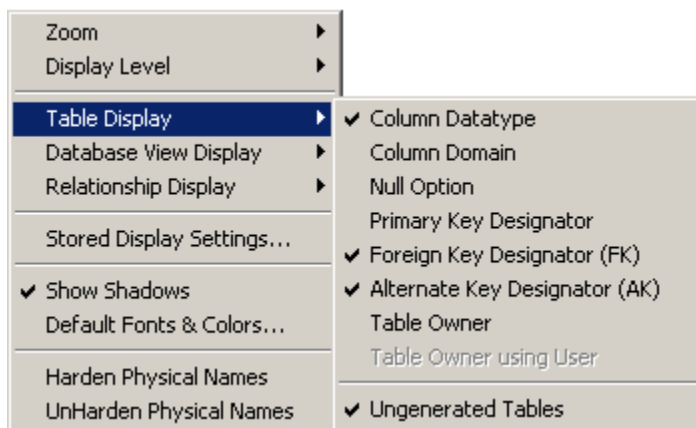 Zoom
Display Level
Table Display
Database View Display
Relationship Display
Stored Display Settings...
Show Shadows
Default Fonts & Colors...
Harden Physical Names
UnHarden Physical Names
Column Datatype
Column Domain
Null Option
Primary Key Designator
Foreign Key Designator (FK)
Alternate Key Designator (AK)
Table Owner
Table Owner using User
Ungenerated Tables